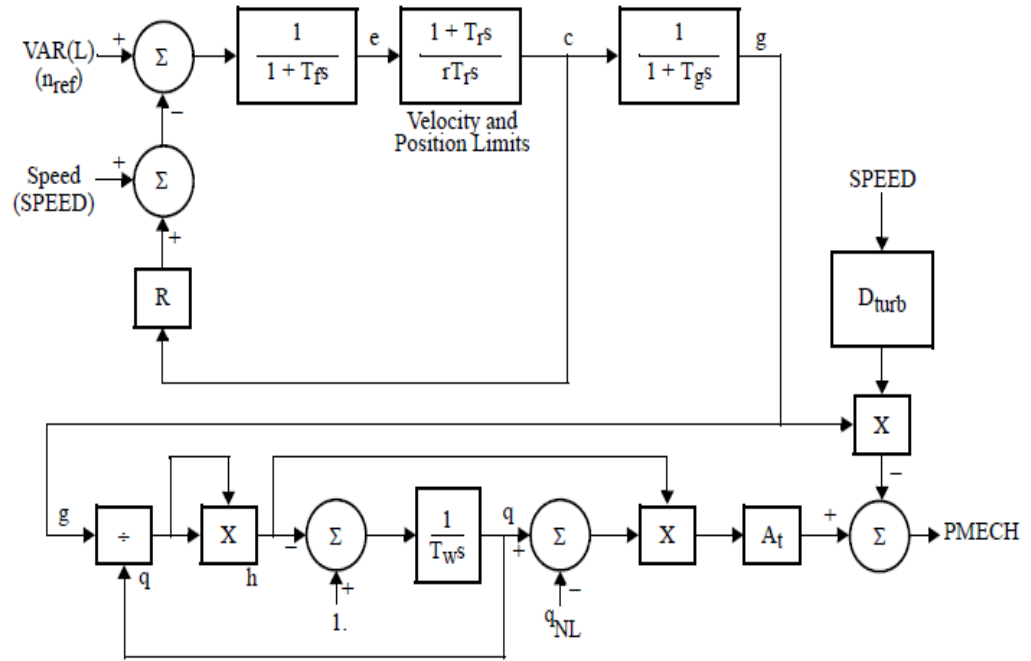 VAR(L)
(nref)
+
Σ
−
1
1 + Tfs
e
1 + Trs
rTrs
Velocity and
Position Limits
c
1
1 + Tgs
g
Speed
(SPEED)
+
Σ
+
R
SPEED
Dturb
X
−
g
÷
q
X
h
−
Σ
+
1.
1
Tws
q
+
Σ
−
qNL
X
At
+
Σ
PMECH